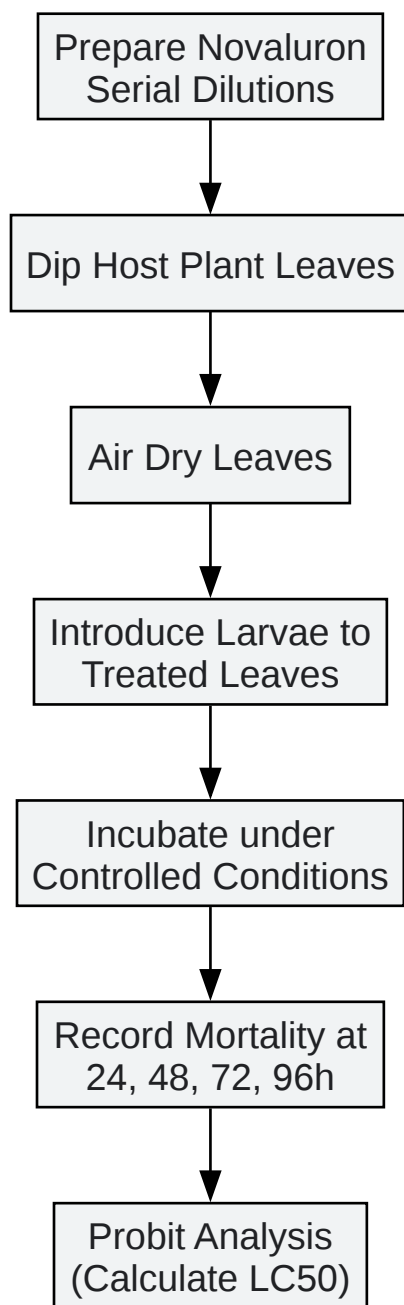 Prepare Novaluron
Serial Dilutions
Dip Host Plant Leaves
Air Dry Leaves
Introduce Larvae to
Treated Leaves
Incubate under
Controlled Conditions
Record Mortality at
24, 48, 72, 96h
Probit Analysis
(Calculate LC50)